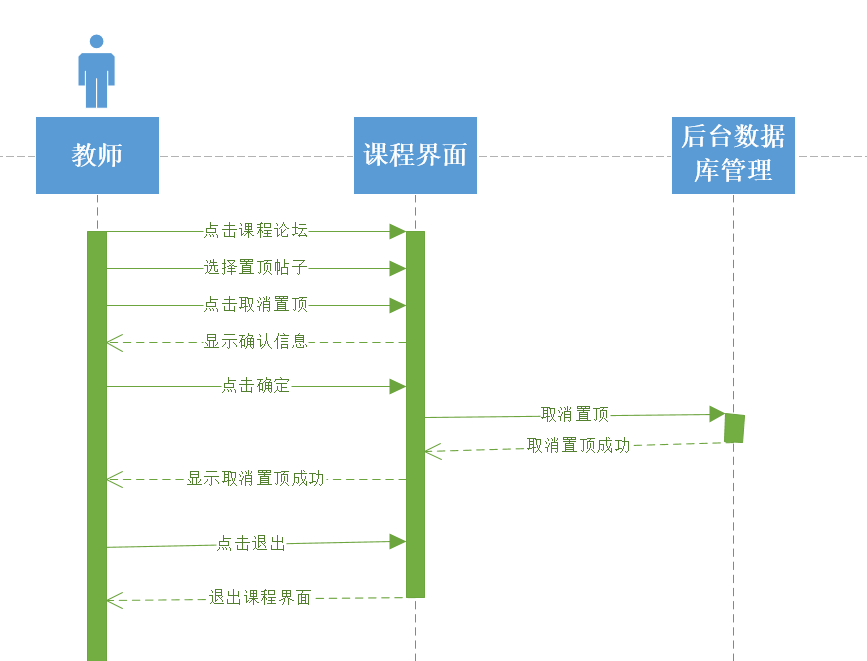 教师
课程界面
后台数据
库管理
点击课程论坛
选择置顶帖子
点击取消置顶
显示确认信息
点击确定
取消置顶
取消置顶成功
显示取消置顶成功
点击退出
退出课程界面